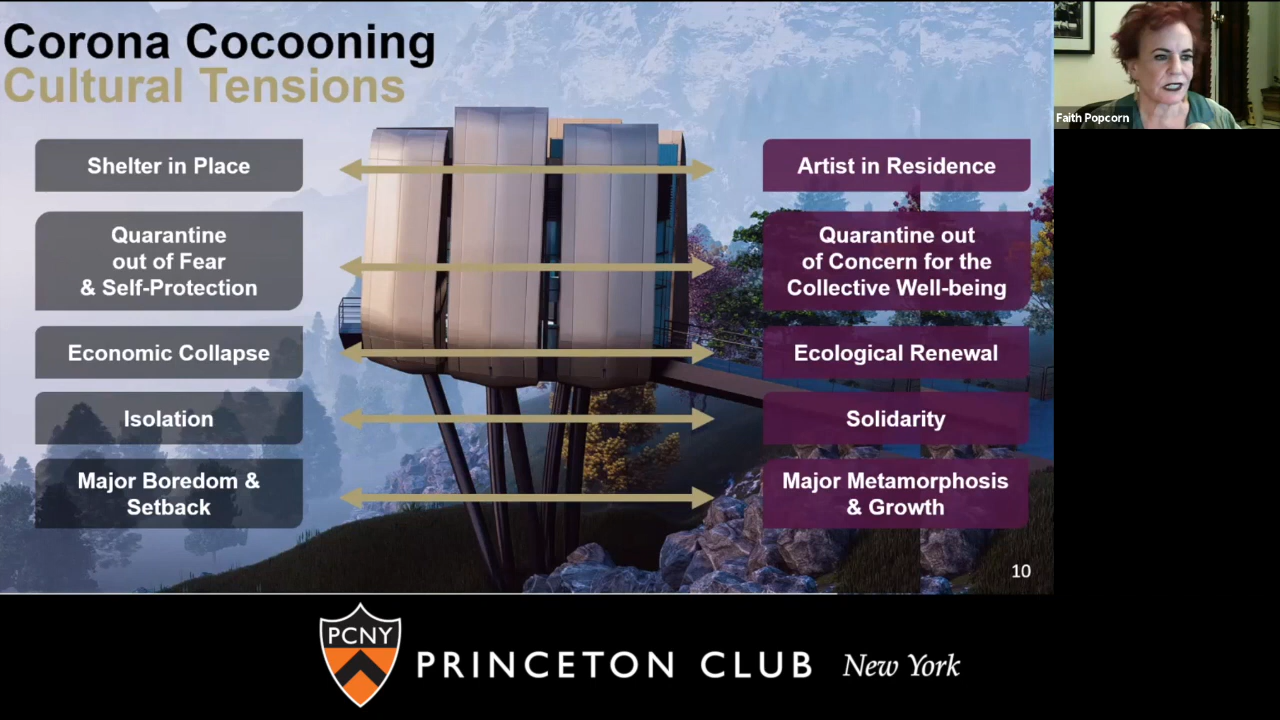 Corona Cocooning
Cultural Tensions
Faith Popcorn
Shelter in Place
Artist in Residence
Quarantine
out of Fear
& Self-Protection
Quarantine out
of Concern for the
Collective Well-being
Economic Collapse
Ecological Renewal
Isolation
Solidarity
Major Boredom &
Setback
Major Metamorphosis
& Growth
10
PCNY
PRINCETON CLUB New York